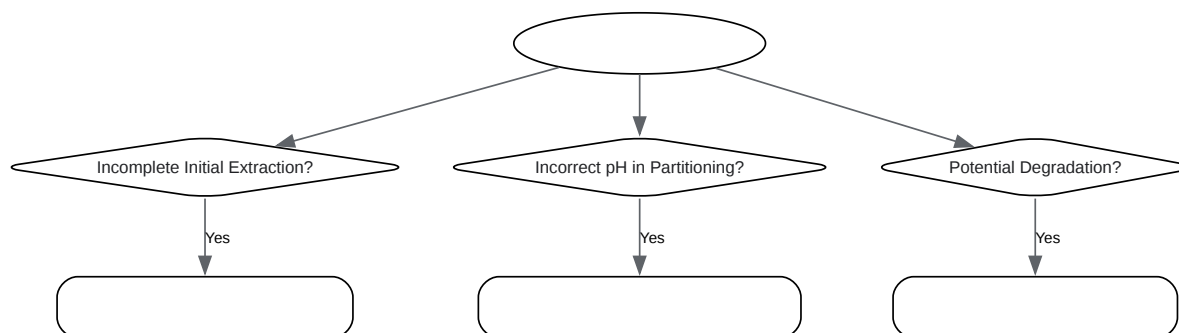 Incomplete Initial Extraction?
Incorrect pH in Partitioning?
Potential Degradation?
Yes
Yes
Yes